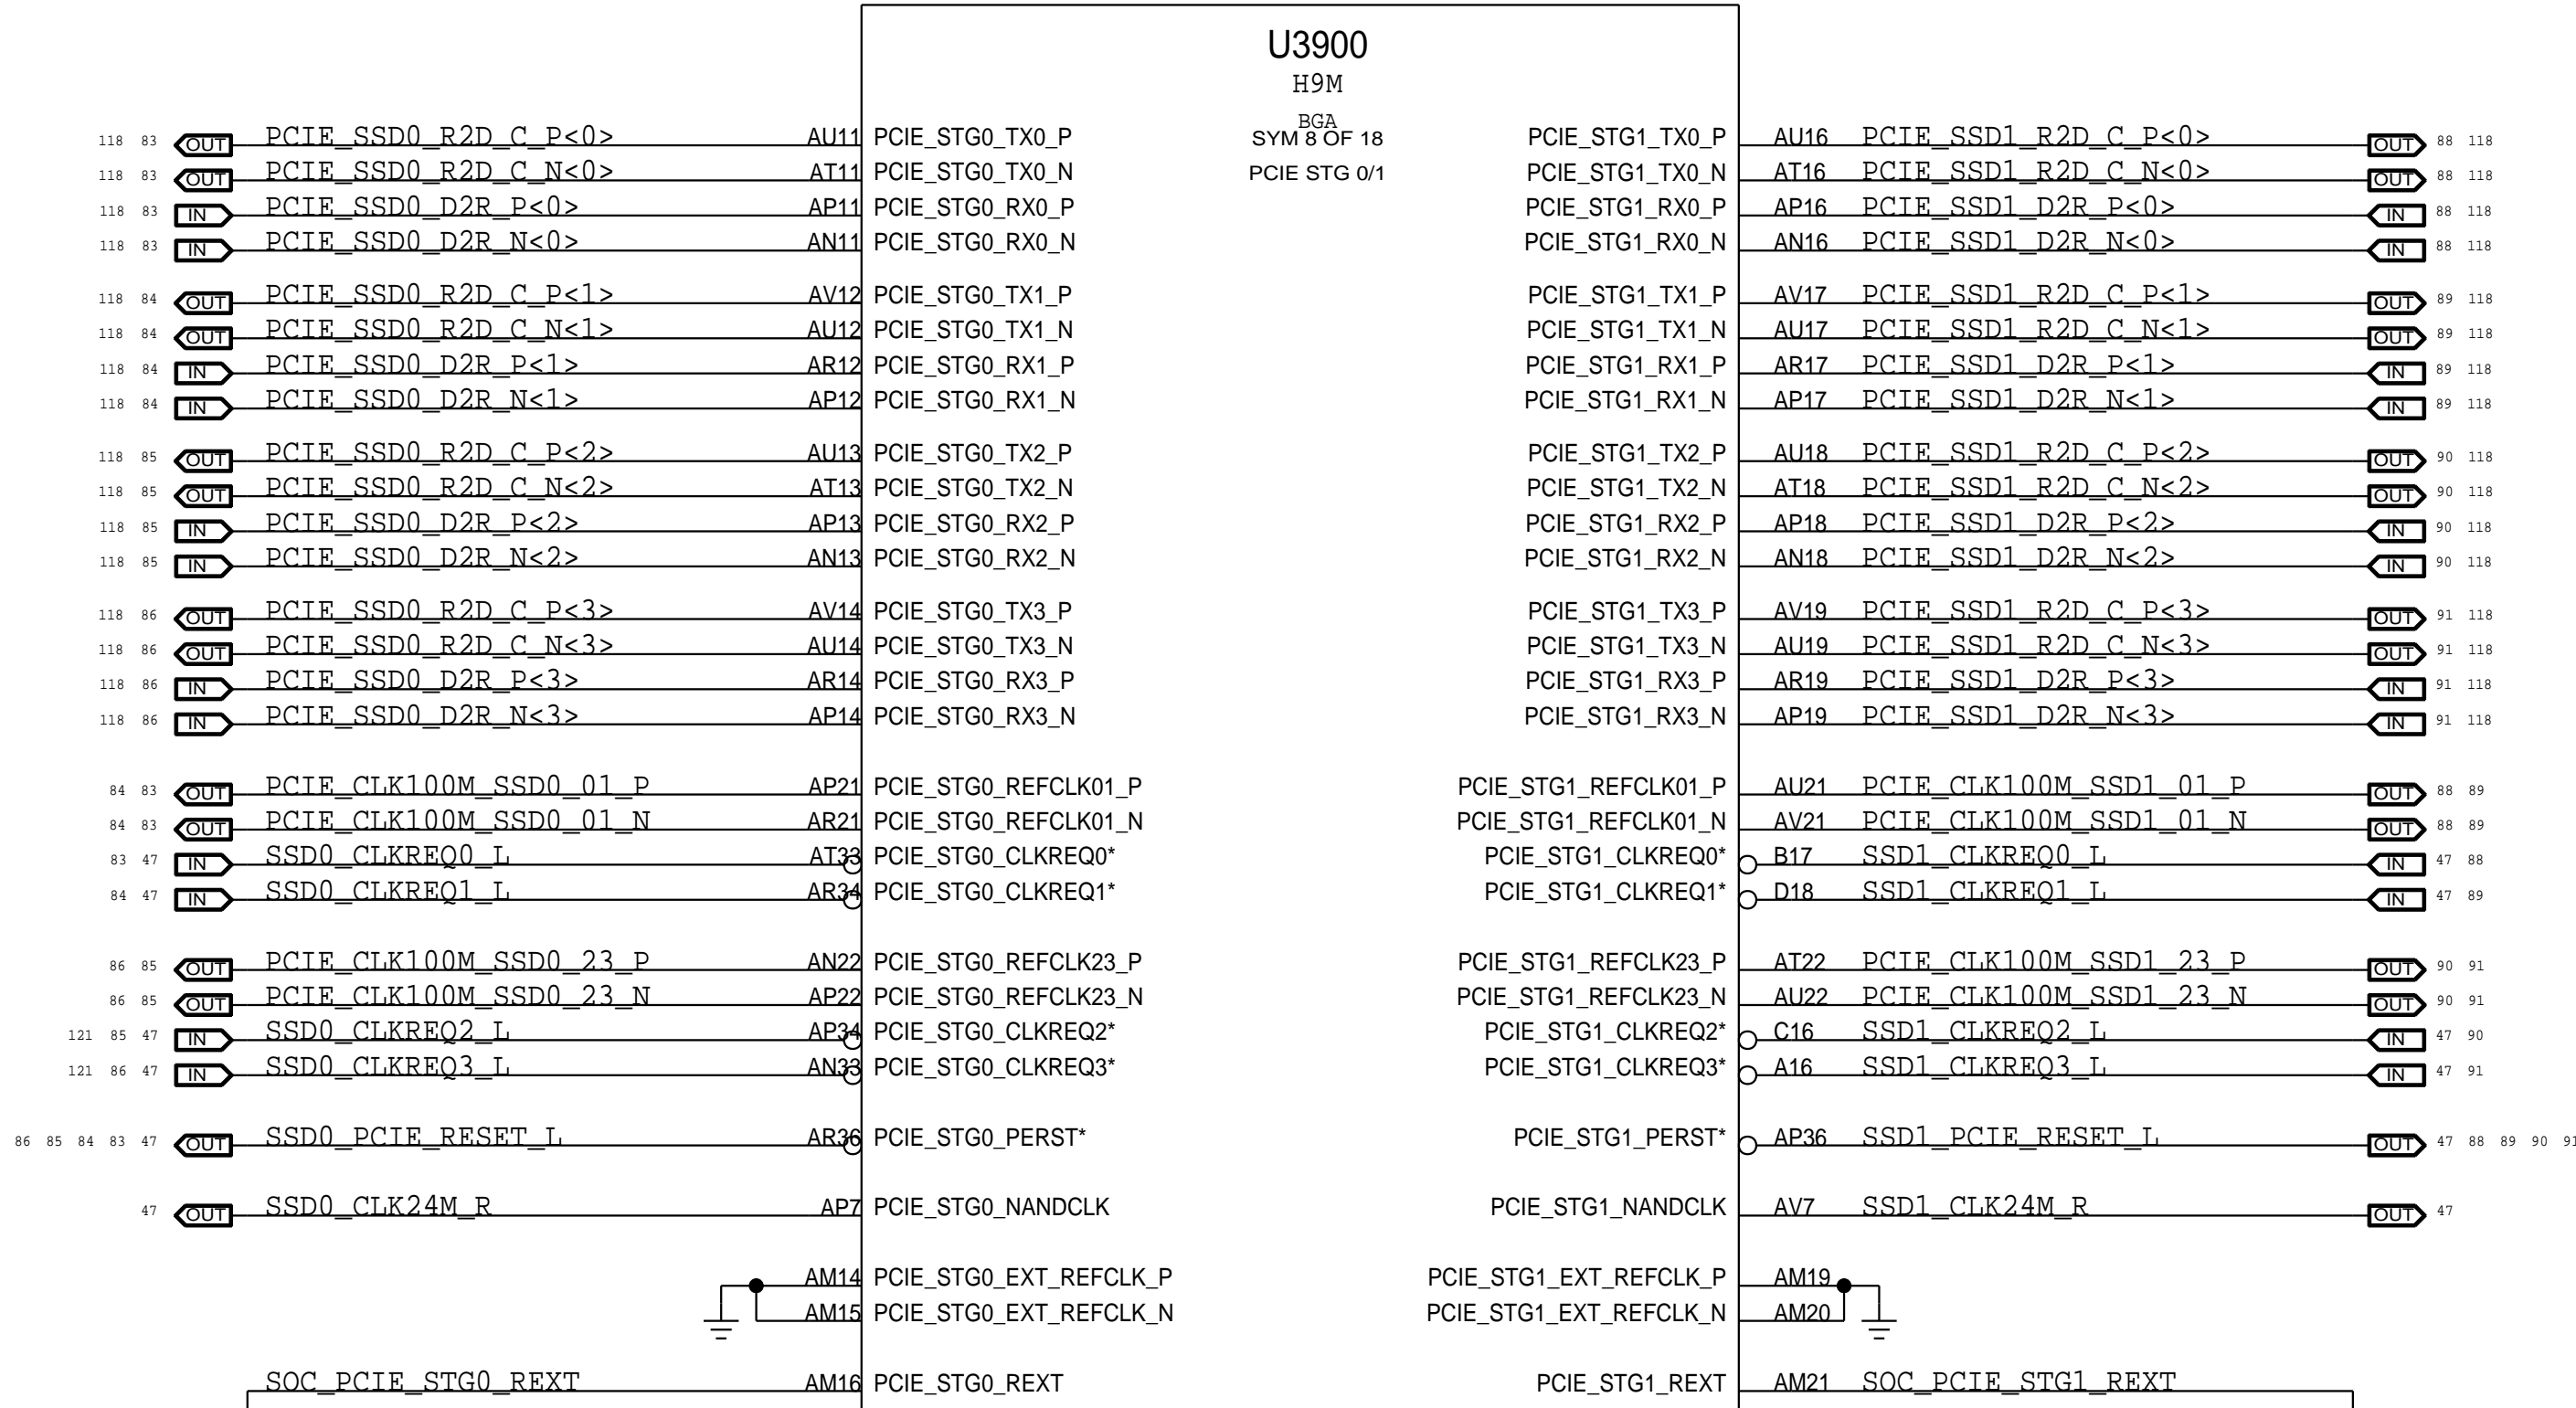 U3900
H9M
BGA
118 83 OUT PCIE_SSD0_R2D_C_P<0> AU11 PCIE_STG0_TX0_P SYM 8 OF 18 PCIE_STG1_TX0_P AU16 PCIE_SSD1_R2D_C_P<0> OUT 88 118
118 83 OUT PCIE_SSD0_R2D_C_N<0> AT11 PCIE_STG0_TX0_N PCIE STG 0/1 PCIE_STG1_TX0_N AT16 PCIE_SSD1_R2D_C_N<0> OUT 88 118
118 83 IN PCIE_SSD0_D2R_P<0> AP11 PCIE_STG0_RX0_P PCIE_STG1_RX0_P AP16 PCIE_SSD1_D2R_P<0> IN 88 118
118 83 IN PCIE_SSD0_D2R_N<0> AN11 PCIE_STG0_RX0_N PCIE_STG1_RX0_N AN16 PCIE_SSD1_D2R_N<0> IN 88 118
118 84 OUT PCIE_SSD0_R2D_C_P<1> AV12 PCIE_STG0_TX1_P PCIE_STG1_TX1_P AV17 PCIE_SSD1_R2D_C_P<1> OUT 89 118
118 84 OUT PCIE_SSD0_R2D_C_N<1> AU12 PCIE_STG0_TX1_N PCIE_STG1_TX1_N AU17 PCIE_SSD1_R2D_C_N<1> OUT 89 118
118 84 IN PCIE_SSD0_D2R_P<1> AR12 PCIE_STG0_RX1_P PCIE_STG1_RX1_P AR17 PCIE_SSD1_D2R_P<1> IN 89 118
118 84 IN PCIE_SSD0_D2R_N<1> AP12 PCIE_STG0_RX1_N PCIE_STG1_RX1_N AP17 PCIE_SSD1_D2R_N<1> IN 89 118
118 85 OUT PCIE_SSD0_R2D_C_P<2> AU13 PCIE_STG0_TX2_P PCIE_STG1_TX2_P AU18 PCIE_SSD1_R2D_C_P<2> OUT 90 118
118 85 OUT PCIE_SSD0_R2D_C_N<2> AT13 PCIE_STG0_TX2_N PCIE_STG1_TX2_N AT18 PCIE_SSD1_R2D_C_N<2> OUT 90 118
118 85 IN PCIE_SSD0_D2R_P<2> AP13 PCIE_STG0_RX2_P PCIE_STG1_RX2_P AP18 PCIE_SSD1_D2R_P<2> IN 90 118
118 85 IN PCIE_SSD0_D2R_N<2> AN13 PCIE_STG0_RX2_N PCIE_STG1_RX2_N AN18 PCIE_SSD1_D2R_N<2> IN 90 118
118 86 OUT PCIE_SSD0_R2D_C_P<3> AV14 PCIE_STG0_TX3_P PCIE_STG1_TX3_P AV19 PCIE_SSD1_R2D_C_P<3> OUT 91 118
118 86 OUT PCIE_SSD0_R2D_C_N<3> AU14 PCIE_STG0_TX3_N PCIE_STG1_TX3_N AU19 PCIE_SSD1_R2D_C_N<3> OUT 91 118
118 86 IN PCIE_SSD0_D2R_P<3> AR14 PCIE_STG0_RX3_P PCIE_STG1_RX3_P AR19 PCIE_SSD1_D2R_P<3> IN 91 118
118 86 IN PCIE_SSD0_D2R_N<3> AP14 PCIE_STG0_RX3_N PCIE_STG1_RX3_N AP19 PCIE_SSD1_D2R_N<3> IN 91 118
84 83 OUT PCIE_CLK100M_SSD0_01_P AP21 PCIE_STG0_REFCLK01_P PCIE_STG1_REFCLK01_P AU21 PCIE_CLK100M_SSD1_01_P OUT 88 89
84 83 OUT PCIE_CLK100M_SSD0_01_N AR21 PCIE_STG0_REFCLK01_N PCIE_STG1_REFCLK01_N AV21 PCIE_CLK100M_SSD1_01_N OUT 88 89
83 47 IN SSD0_CLKREQ0_L AT33 PCIE_STG0_CLKREQ0* PCIE_STG1_CLKREQ0* B17 SSD1_CLKREQ0_L IN 47 88
84 47 IN SSD0_CLKREQ1_L AR34 PCIE_STG0_CLKREQ1* PCIE_STG1_CLKREQ1* D18 SSD1_CLKREQ1_L IN 47 89
86 85 OUT PCIE_CLK100M_SSD0_23_P AN22 PCIE_STG0_REFCLK23_P PCIE_STG1_REFCLK23_P AT22 PCIE_CLK100M_SSD1_23_P OUT 90 91
86 85 OUT PCIE_CLK100M_SSD0_23_N AP22 PCIE_STG0_REFCLK23_N PCIE_STG1_REFCLK23_N AU22 PCIE_CLK100M_SSD1_23_N OUT 90 91
121 85 47 IN SSD0_CLKREQ2_L AP34 PCIE_STG0_CLKREQ2* PCIE_STG1_CLKREQ2* C16 SSD1_CLKREQ2_L IN 47 90
121 86 47 IN SSD0_CLKREQ3_L AN33 PCIE_STG0_CLKREQ3* PCIE_STG1_CLKREQ3* A16 SSD1_CLKREQ3_L IN 47 91
86 85 84 83 47 OUT SSD0_PCIE_RESET_L AR36 PCIE_STG0_PERST* PCIE_STG1_PERST* AP36 SSD1_PCIE_RESET_L OUT 47 88 89 90 91
47 OUT SSD0_CLK24M_R AP7 PCIE_STG0_NANDCLK PCIE_STG1_NANDCLK AV7 SSD1_CLK24M_R OUT 47
AM14 PCIE_STG0_EXT_REFCLK_P PCIE_STG1_EXT_REFCLK_P AM19
AM15 PCIE_STG0_EXT_REFCLK_N PCIE_STG1_EXT_REFCLK_N AM20
SOC_PCIE_STG0_REXT AM16 PCIE_STG0_REXT PCIE_STG1_REXT AM21 SOC_PCIE_STG1_REXT